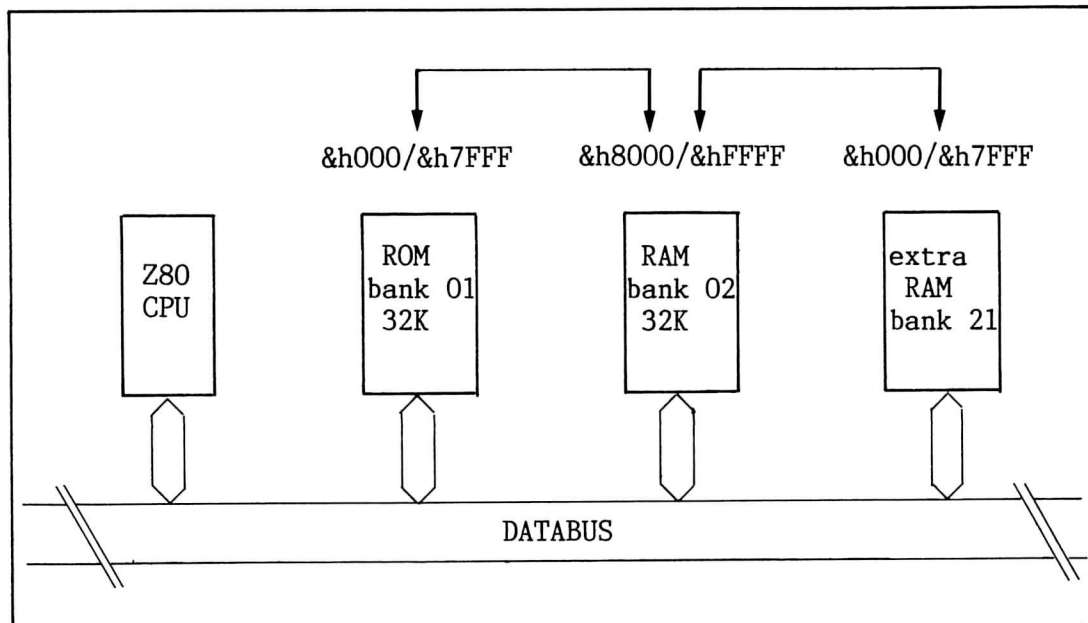 &h000/&h7FFF &h8000/&hFFFF &h000/&h7FFF
Z80
CPU
ROM
bank 01
32K
RAM
bank 02
32K
extra
RAM
bank 21
DATABUS